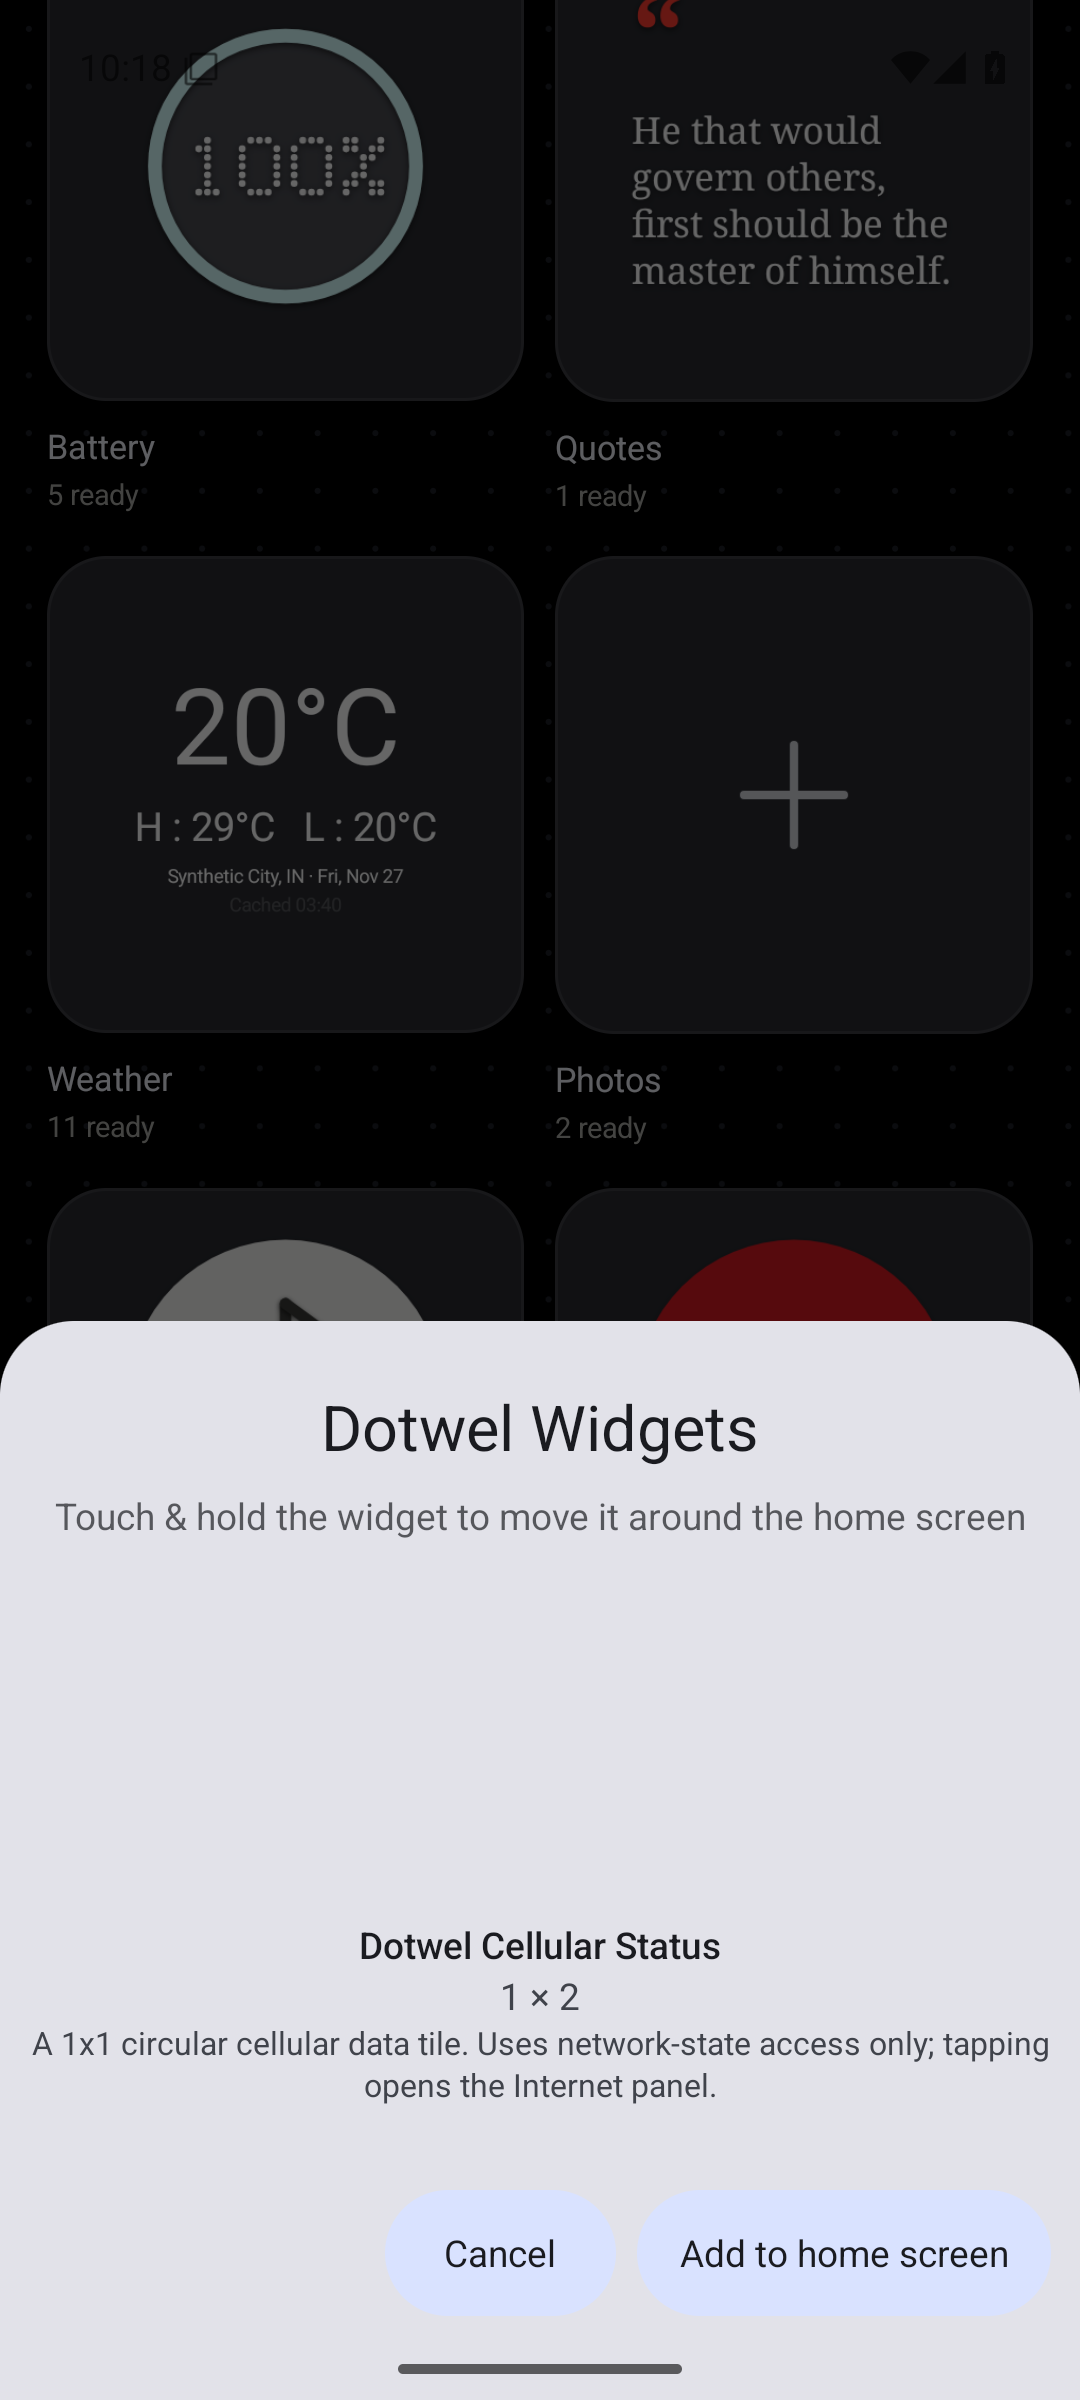 10:18
100%
“
He that would
govern others,
first should be the
master of himself.
Battery
5 ready
Quotes
1 ready
20°C
H : 29°C L : 20°C
Synthetic City, IN · Fri, Nov 27
Cached 03:40
Weather
11 ready
Photos
2 ready
Dotwel Widgets
Touch & hold the widget to move it around the home screen
Dotwel Cellular Status
1 × 2
A 1x1 circular cellular data tile. Uses network-state access only; tapping
opens the Internet panel.
Cancel
Add to home screen